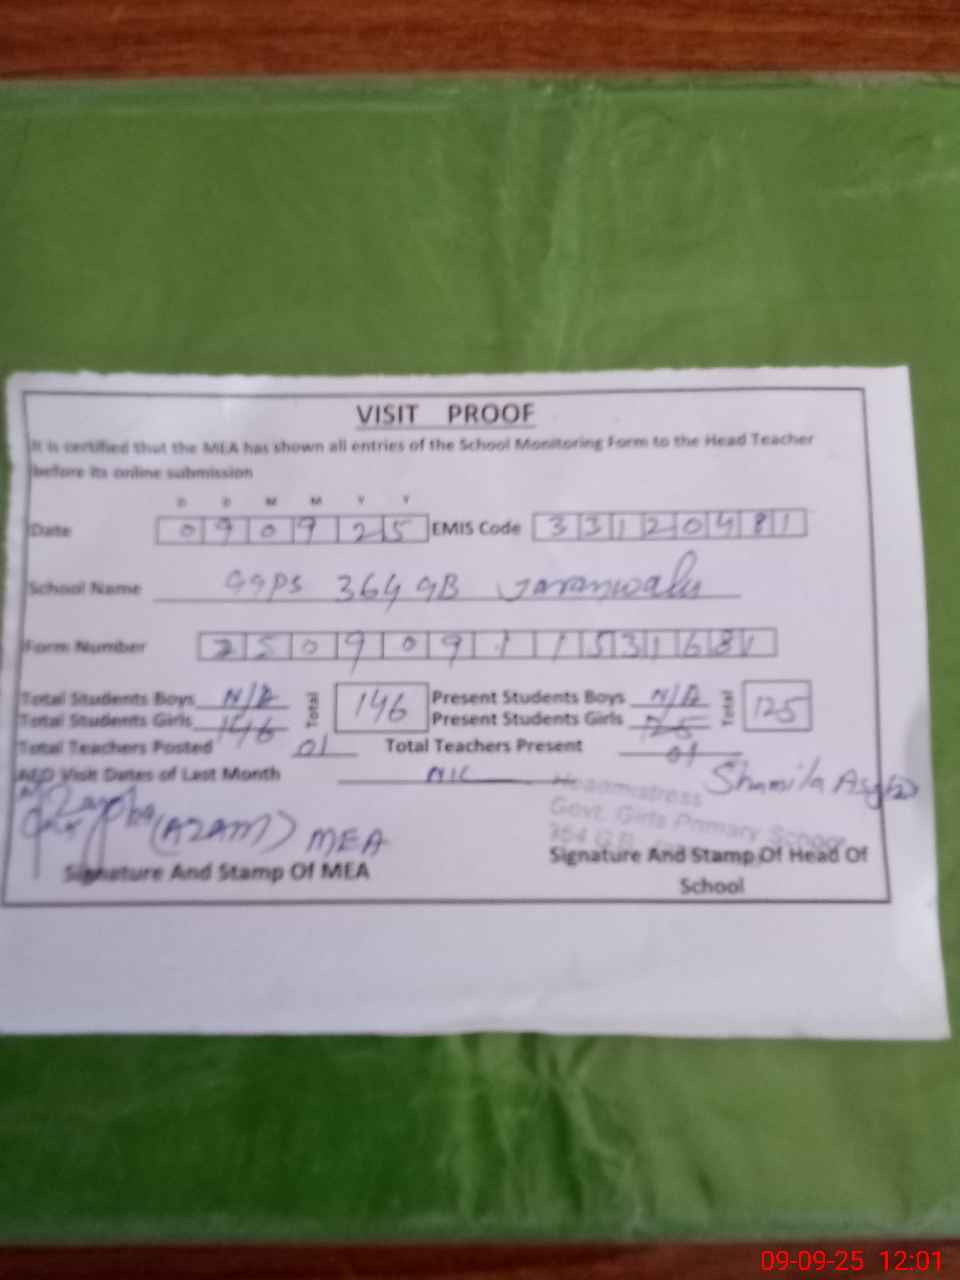 VISIT PROOF
It is certified that the MEA has shown all entries of the School Monitoring Form to the Head Teacher
before its online submission
D D M M Y Y
Date 0 9 0 9 2 5 EMIS Code 3 3 1 2 0 4 8 1
School Name GGPS 364 GB Jaranwala
Form Number 2 5 0 9 0 9 1 1 5 3 1 6 8 1
Total Students Boys N/A Total 146 Present Students Boys N/A Total 125
Total Students Girls 146 Present Students Girls 125
Total Teachers Posted 01 Total Teachers Present 01
AEO Visit Dates of Last Month NIL
Shamila
Headmistress
Govt. Girls Primary School
364 G.B.
(AZAM) MEA
Signature And Stamp Of MEA
Signature And Stamp Of Head Of
School
09-09-25 12:01